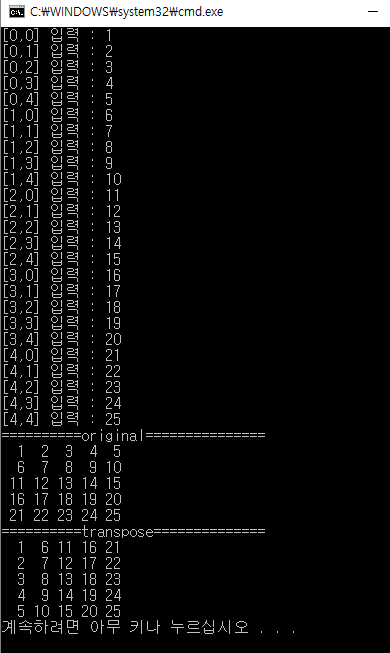 C:\WINDOWS\system32\cmd.exe
[0,0] 입력 : 1
[0,1] 입력 : 2
[0,2] 입력 : 3
[0,3] 입력 : 4
[0,4] 입력 : 5
[1,0] 입력 : 6
[1,1] 입력 : 7
[1,2] 입력 : 8
[1,3] 입력 : 9
[1,4] 입력 : 10
[2,0] 입력 : 11
[2,1] 입력 : 12
[2,2] 입력 : 13
[2,3] 입력 : 14
[2,4] 입력 : 15
[3,0] 입력 : 16
[3,1] 입력 : 17
[3,2] 입력 : 18
[3,3] 입력 : 19
[3,4] 입력 : 20
[4,0] 입력 : 21
[4,1] 입력 : 22
[4,2] 입력 : 23
[4,3] 입력 : 24
[4,4] 입력 : 25
==========original===============
  1  2  3  4  5
  6  7  8  9 10
 11 12 13 14 15
 16 17 18 19 20
 21 22 23 24 25
==========transpose==============
  1  6 11 16 21
  2  7 12 17 22
  3  8 13 18 23
  4  9 14 19 24
  5 10 15 20 25
계속하려면 아무 키나 누르십시오 . . .